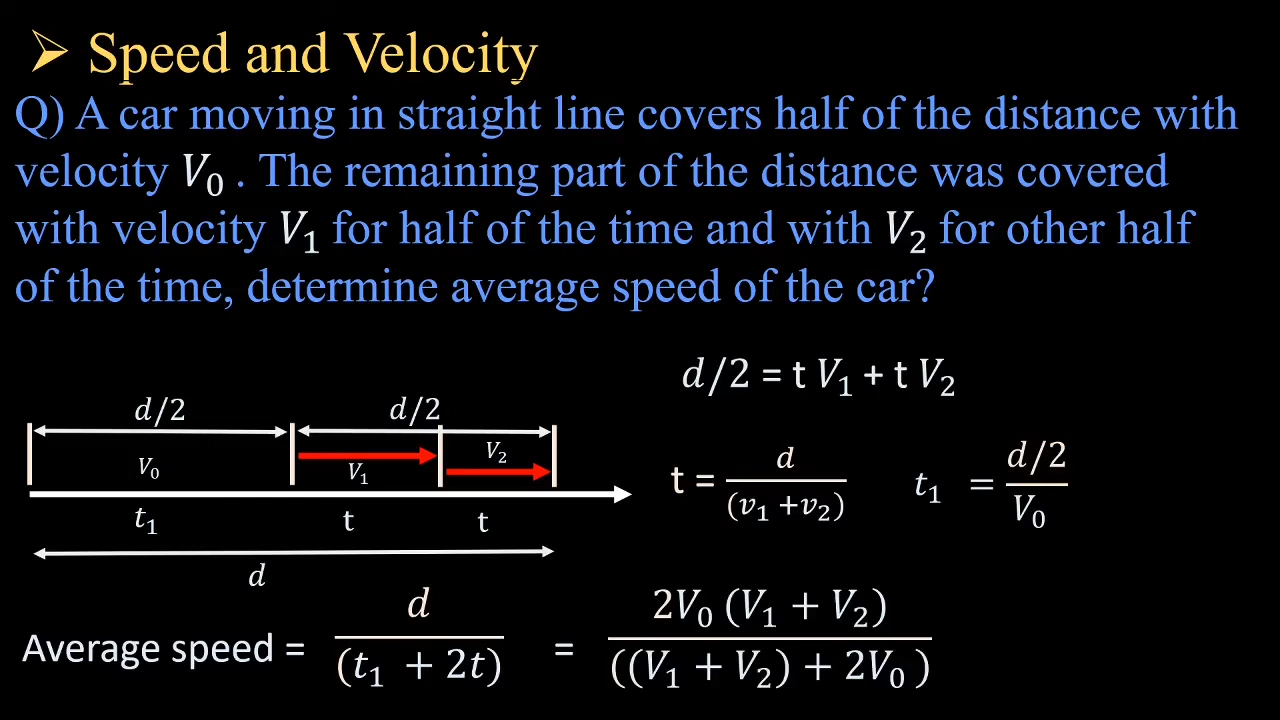 ➢ Speed and Velocity
Q) A car moving in straight line covers half of the distance with
velocity V₀ . The remaining part of the distance was covered
with velocity V₁ for half of the time and with V₂ for other half
of the time, determine average speed of the car?
d/2 = t V₁ + t V₂
d/2 d/2
V₀ V₁ V₂
t₁ t t
d
t = d/(v₁ +v₂) t₁ = (d/2)/V₀
Average speed = d/(t₁ + 2t) = 2V₀ (V₁ + V₂)/((V₁ + V₂) + 2V₀ )